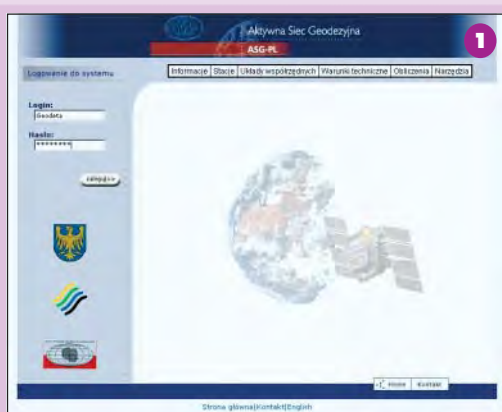 Aktywna Siec Geodezyjna
ASG-PL
1
Logowanie do systemu
Informacje Stacje Układy współrzędnych Warunki techniczne Obliczenia Narzędzia
Login:
Geodeta
Hasło:
********
zaloguj >>
Home Kontakt
Strona główna|Kontakt|English